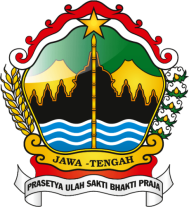 JAWA - TENGAH
PRASETYA ULAH SAKTI BHAKTI PRAJA